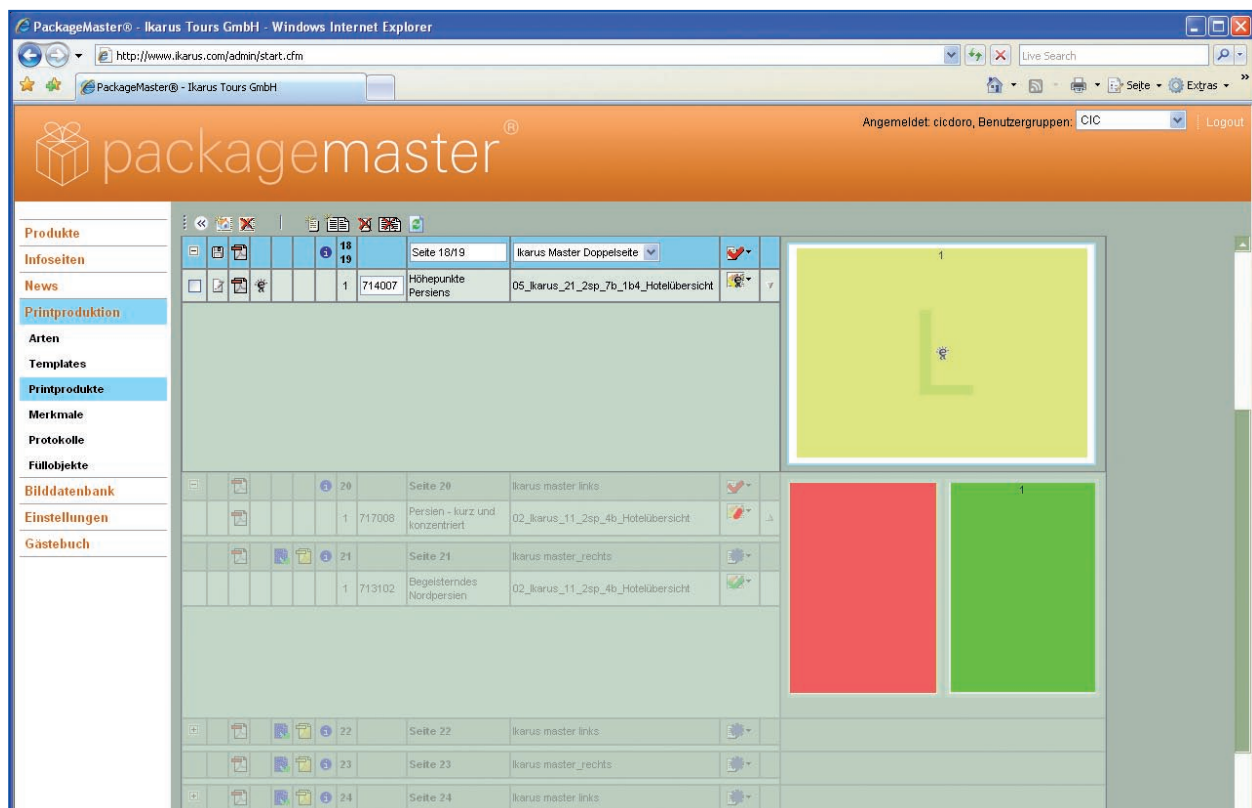 PackageMaster® - Ikarus Tours GmbH - Windows Internet Explorer
http://www.ikarus.com/admin/start.cfm
Live Search
PackageMaster® - Ikarus Tours GmbH
Seite
Extras
Angemeldet: cicdoro, Benutzergruppen: CIC
Logout
packagemaster®
Produkte
Infoseiten
News
Printproduktion
Arten
Templates
Printprodukte
Merkmale
Protokolle
Füllobjekte
Bilddatenbank
Einstellungen
Gästebuch
18
19
Seite 18/19
Ikarus Master Doppelseite
1
1 714007 Höhepunkte
Persiens
05_Ikarus_21_2sp_7b_1b4_Hotelübersicht
20 Seite 20 Ikarus master links
1
1 717008 Persien - kurz und
konzentriert
02_Ikarus_11_2sp_4b_Hotelübersicht
21 Seite 21 Ikarus master_rechts
1 713102 Begeisterndes
Nordpersien
02_Ikarus_11_2sp_4b_Hotelübersicht
22 Seite 22 Ikarus master links
23 Seite 23 Ikarus master_rechts
24 Seite 24 Ikarus master links